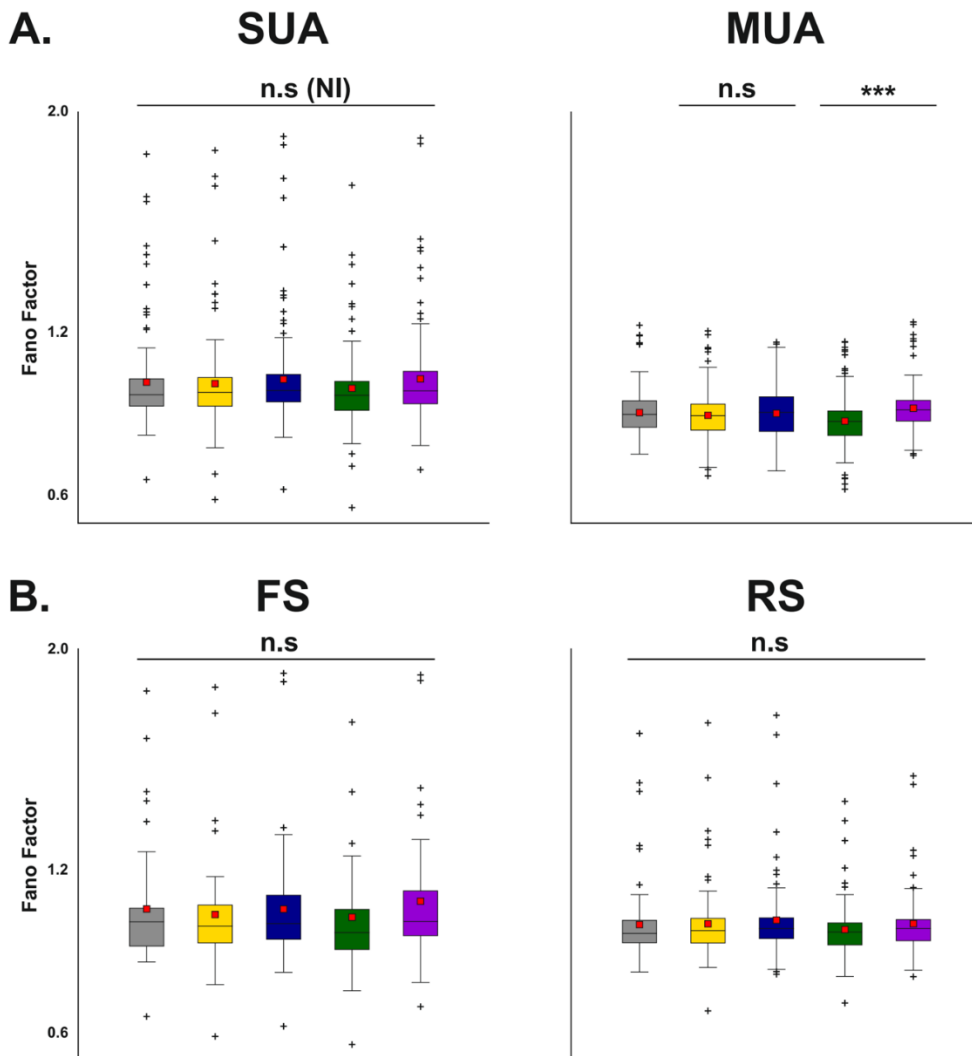 A. SUA MUA
n.s (NI) n.s ***
2.0
Fano Factor
1.2
0.6
B. FS RS
n.s n.s
2.0
Fano Factor
1.2
0.6